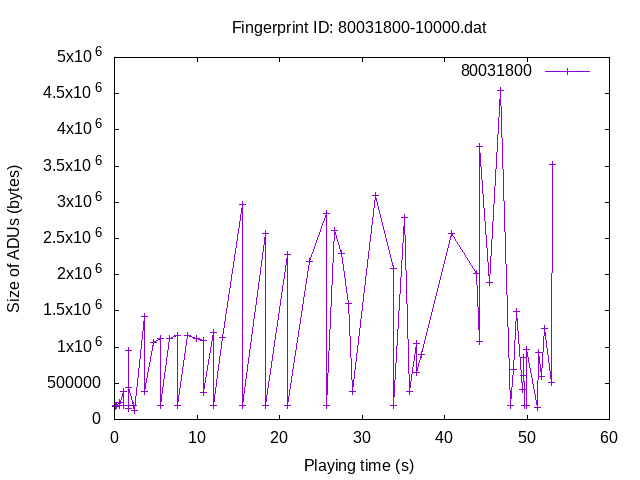 Fingerprint ID: 80031800-10000.dat
80031800
Size of ADUs (bytes)
5x10^6
4.5x10^6
4x10^6
3.5x10^6
3x10^6
2.5x10^6
2x10^6
1.5x10^6
1x10^6
500000
0
0 10 20 30 40 50 60
Playing time (s)